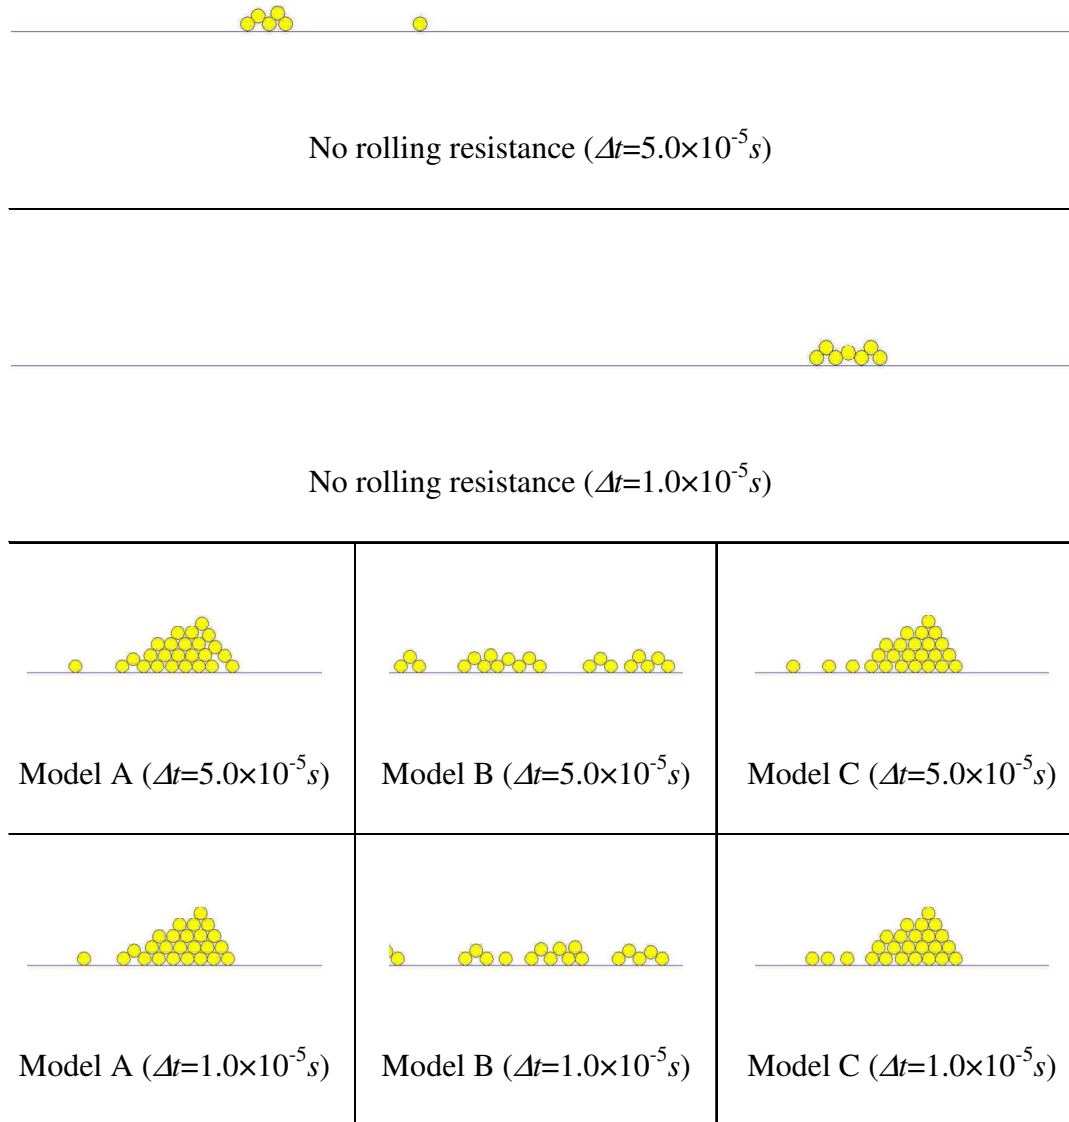 No rolling resistance (Δt=5.0×10⁻⁵s)
No rolling resistance (Δt=1.0×10⁻⁵s)
Model A (Δt=5.0×10⁻⁵s)
Model B (Δt=5.0×10⁻⁵s)
Model C (Δt=5.0×10⁻⁵s)
Model A (Δt=1.0×10⁻⁵s)
Model B (Δt=1.0×10⁻⁵s)
Model C (Δt=1.0×10⁻⁵s)